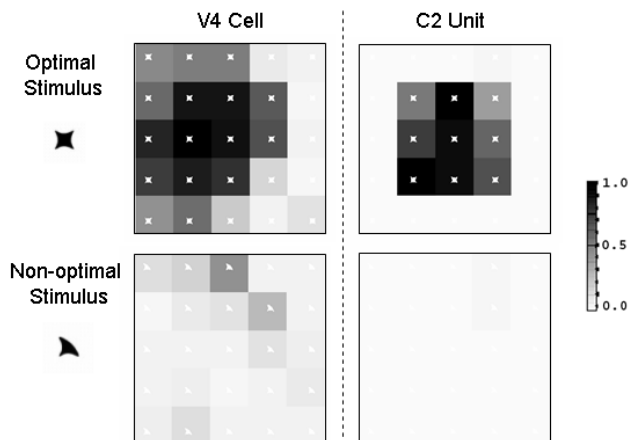 V4 Cell
C2 Unit
Optimal
Stimulus
1.0
0.5
0.0
Non-optimal
Stimulus